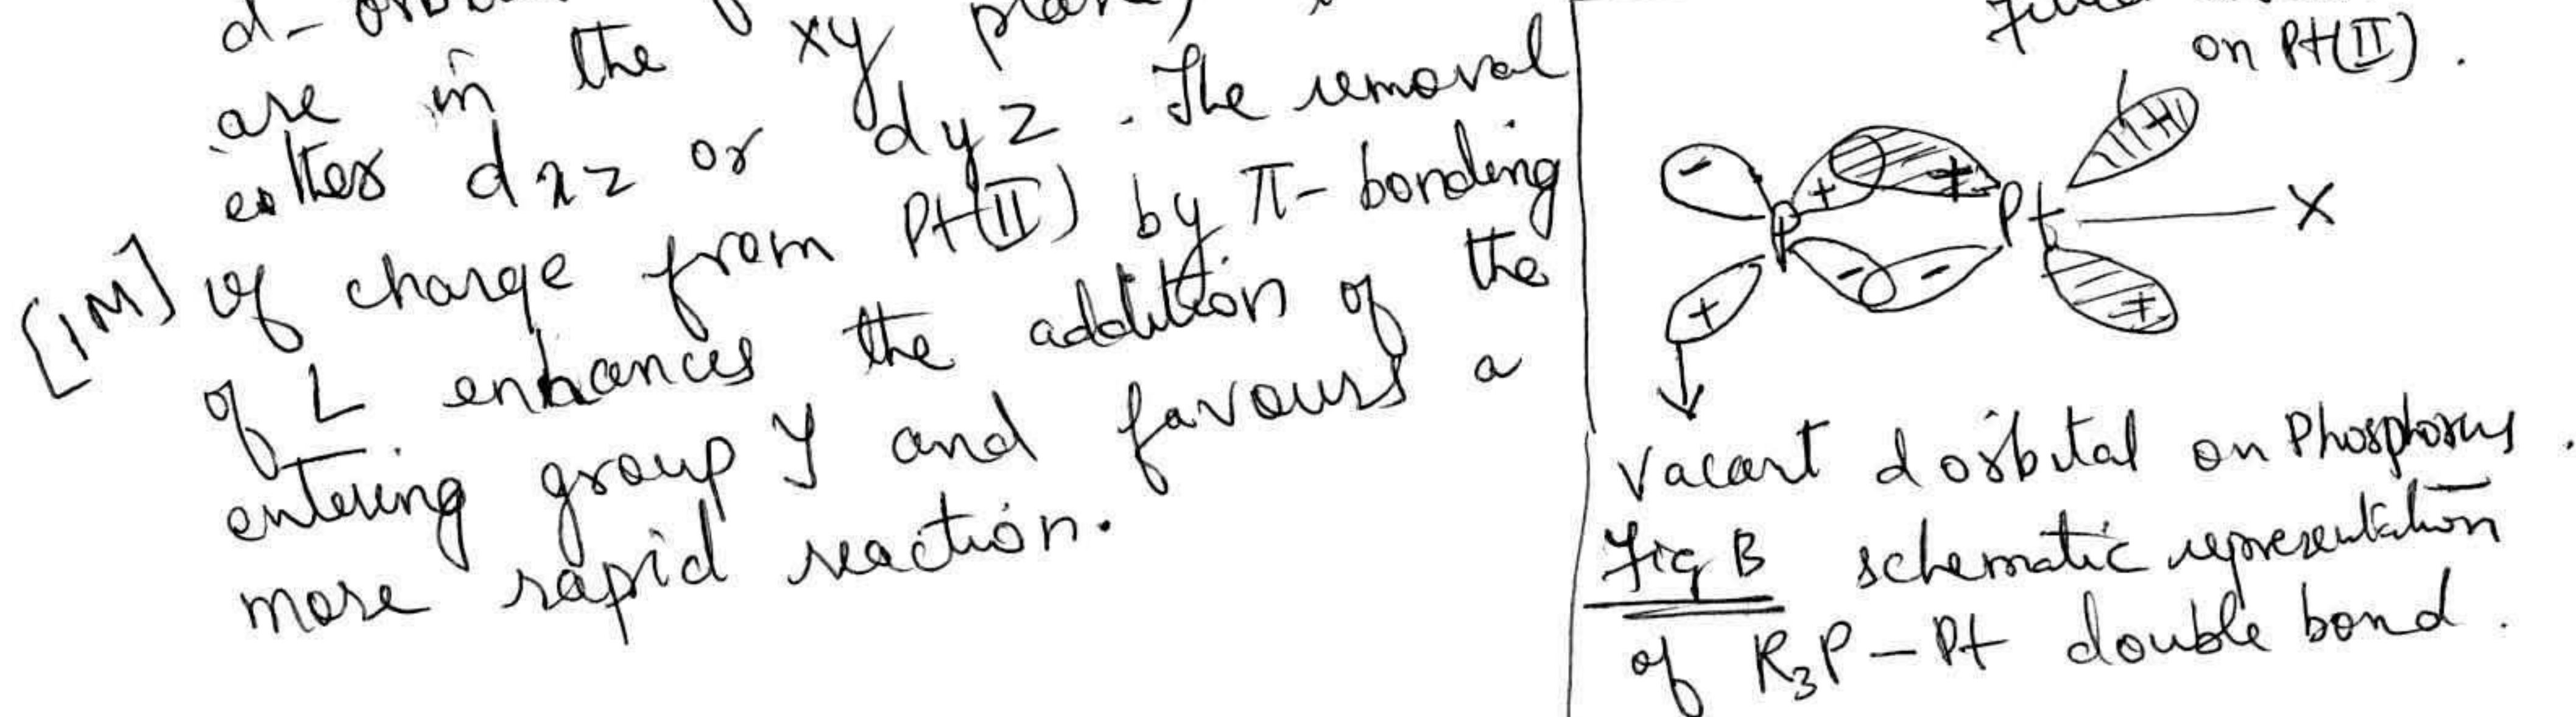 d-
are in the xy
either dxz or dyz. The removal
[1M] of charge from Pt(II) by π-bonding
of L enhances the addition of the
entering group Y and favours a
more rapid reaction.
on Pt(II).
- + + + P Pt X
+ - - +
vacant d orbital on Phosphorus.
Fig B schematic representation
of R₃P-Pt double bond.